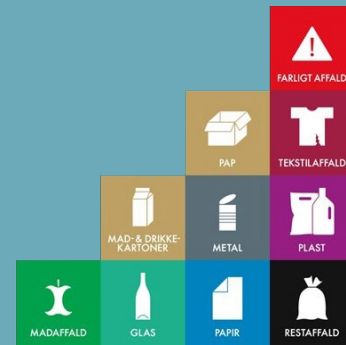 FARLIGT AFFALD
PAP
TEKSTILAFFALD
MAD- & DRIKKE-
KARTONER
METAL
PLAST
MADAFFALD
GLAS
PAPIR
RESTAFFALD